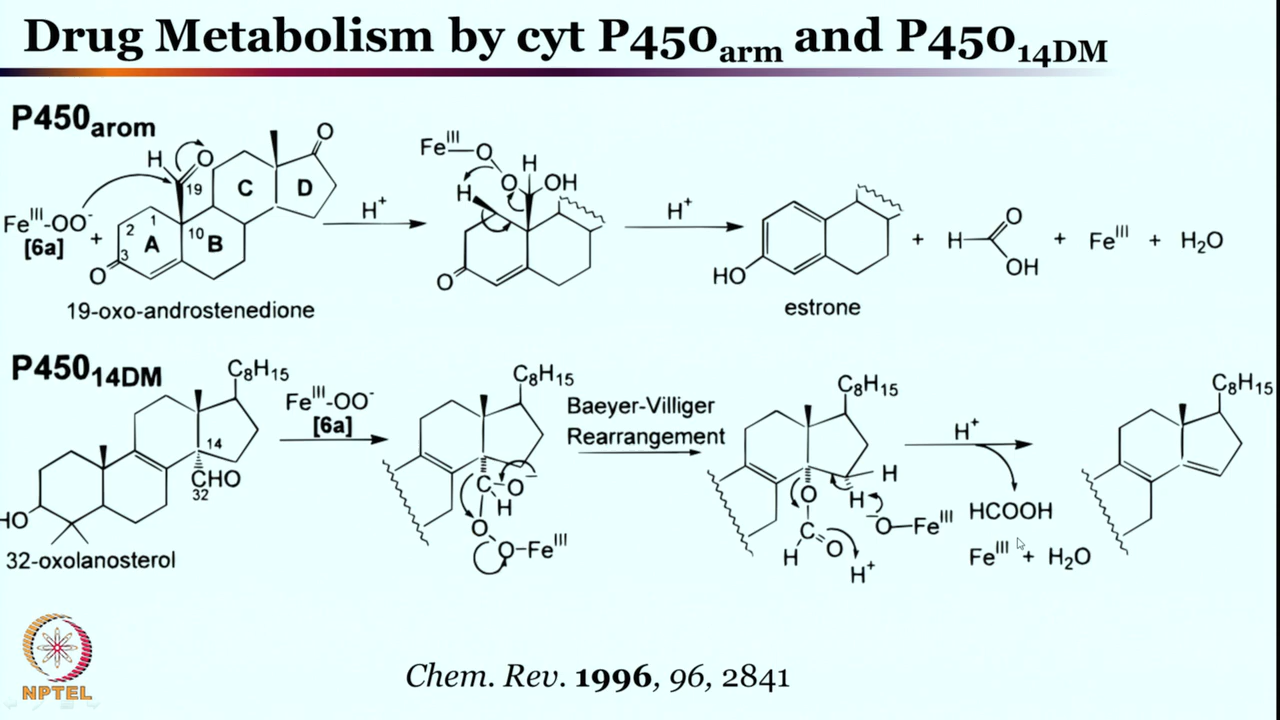 Drug Metabolism by cyt P450arm and P45014DM
P450arom
H
O
19
O
C
D
FeIII-OO-
[6a]
+
1
2
3
10
A
B
O
19-oxo-androstenedione
H+
FeIII—O
O
H
OH
H
O
H+
HO
estrone
+
H
O
OH
+ FeIII + H2O
P45014DM
C8H15
14
CHO
32
HO
32-oxolanosterol
FeIII-OO-
[6a]
C8H15
C-O-
H
O
O-FeIII
Baeyer-Villiger
Rearrangement
C8H15
H
H
O
-O—FeIII
C
H
O
H+
H+
HCOOH
FeIII + H2O
C8H15
NPTEL
Chem. Rev. 1996, 96, 2841